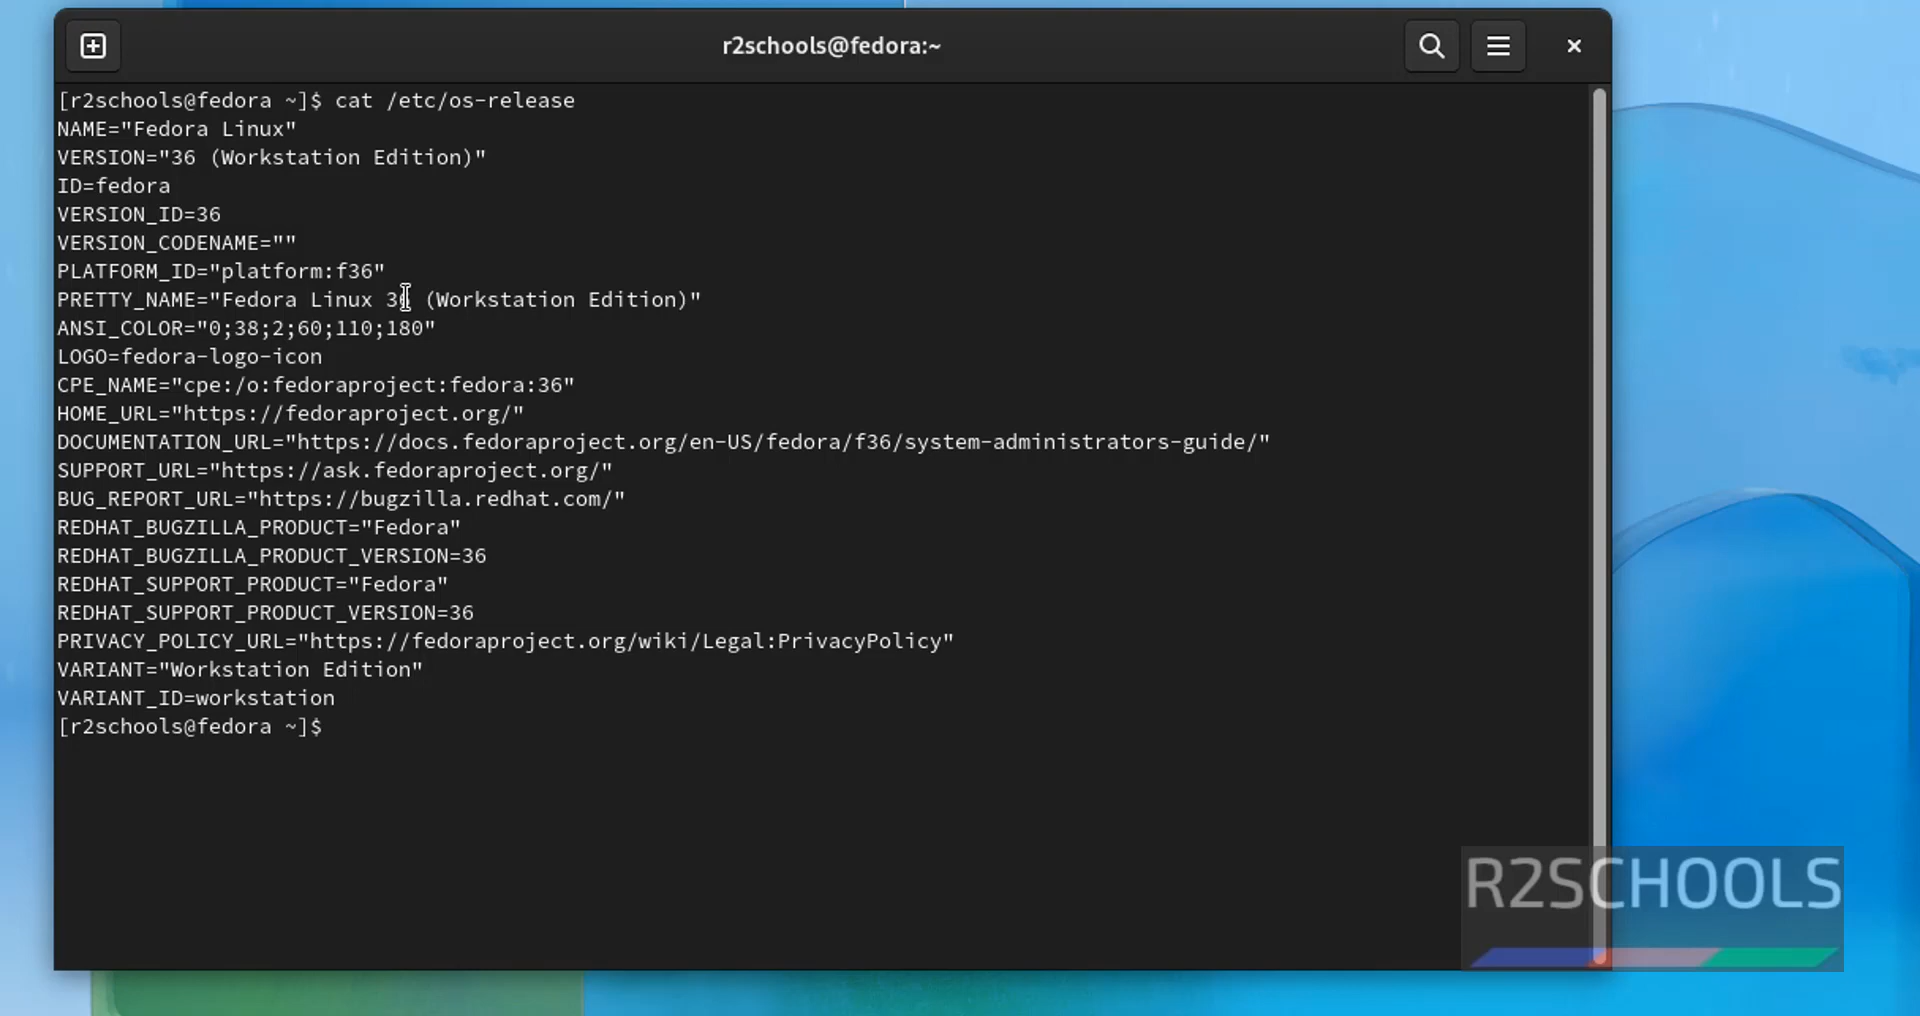 r2schools@fedora:~
[r2schools@fedora ~]$ cat /etc/os-release
NAME="Fedora Linux"
VERSION="36 (Workstation Edition)"
ID=fedora
VERSION_ID=36
VERSION_CODENAME=""
PLATFORM_ID="platform:f36"
PRETTY_NAME="Fedora Linux 36 (Workstation Edition)"
ANSI_COLOR="0;38;2;60;110;180"
LOGO=fedora-logo-icon
CPE_NAME="cpe:/o:fedoraproject:fedora:36"
HOME_URL="https://fedoraproject.org/"
DOCUMENTATION_URL="https://docs.fedoraproject.org/en-US/fedora/f36/system-administrators-guide/"
SUPPORT_URL="https://ask.fedoraproject.org/"
BUG_REPORT_URL="https://bugzilla.redhat.com/"
REDHAT_BUGZILLA_PRODUCT="Fedora"
REDHAT_BUGZILLA_PRODUCT_VERSION=36
REDHAT_SUPPORT_PRODUCT="Fedora"
REDHAT_SUPPORT_PRODUCT_VERSION=36
PRIVACY_POLICY_URL="https://fedoraproject.org/wiki/Legal:PrivacyPolicy"
VARIANT="Workstation Edition"
VARIANT_ID=workstation
[r2schools@fedora ~]$
R2SCHOOLS